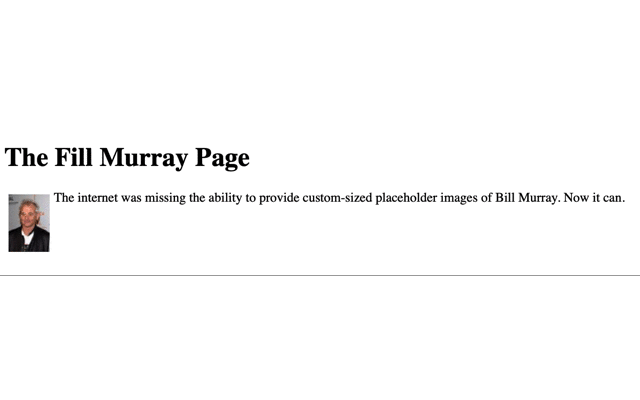 The Fill Murray Page
The internet was missing the ability to provide custom-sized placeholder images of Bill Murray. Now it can.